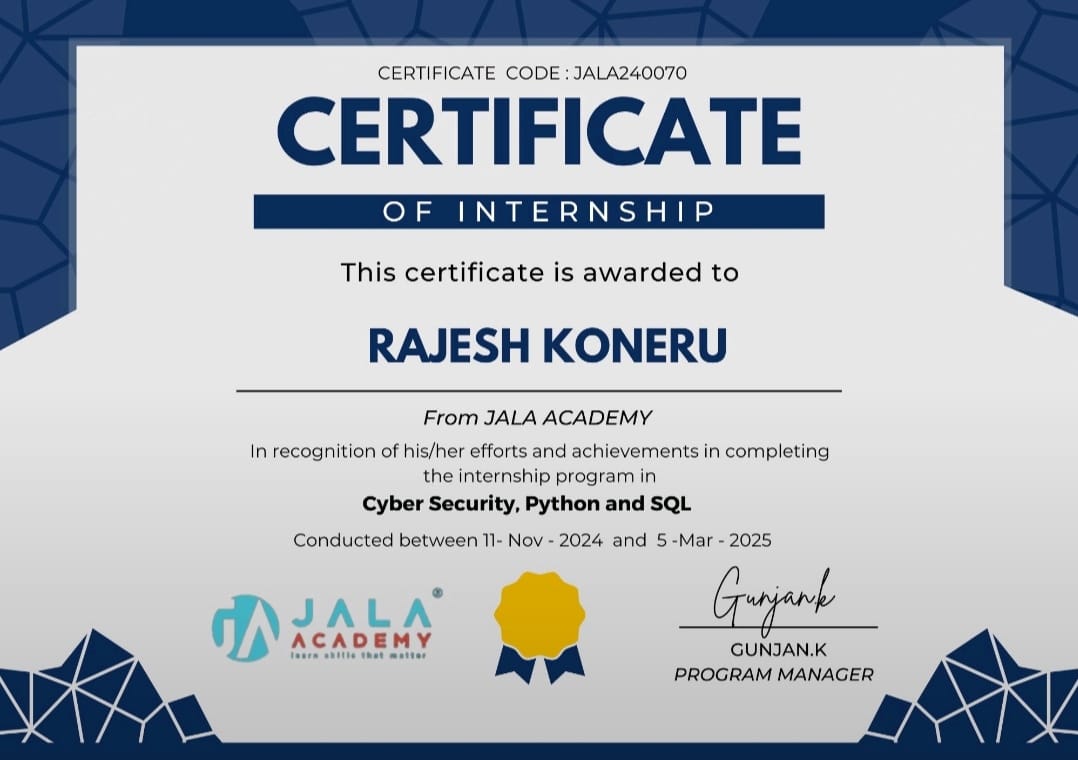 CERTIFICATE CODE : JALA240070
CERTIFICATE
OF INTERNSHIP
This certificate is awarded to
RAJESH KONERU
From JALA ACADEMY
In recognition of his/her efforts and achievements in completing
the internship program in
Cyber Security, Python and SQL
Conducted between 11- Nov - 2024 and 5 -Mar - 2025
JALA®
ACADEMY
learn skills that matter
Gunjan.k
GUNJAN.K
PROGRAM MANAGER